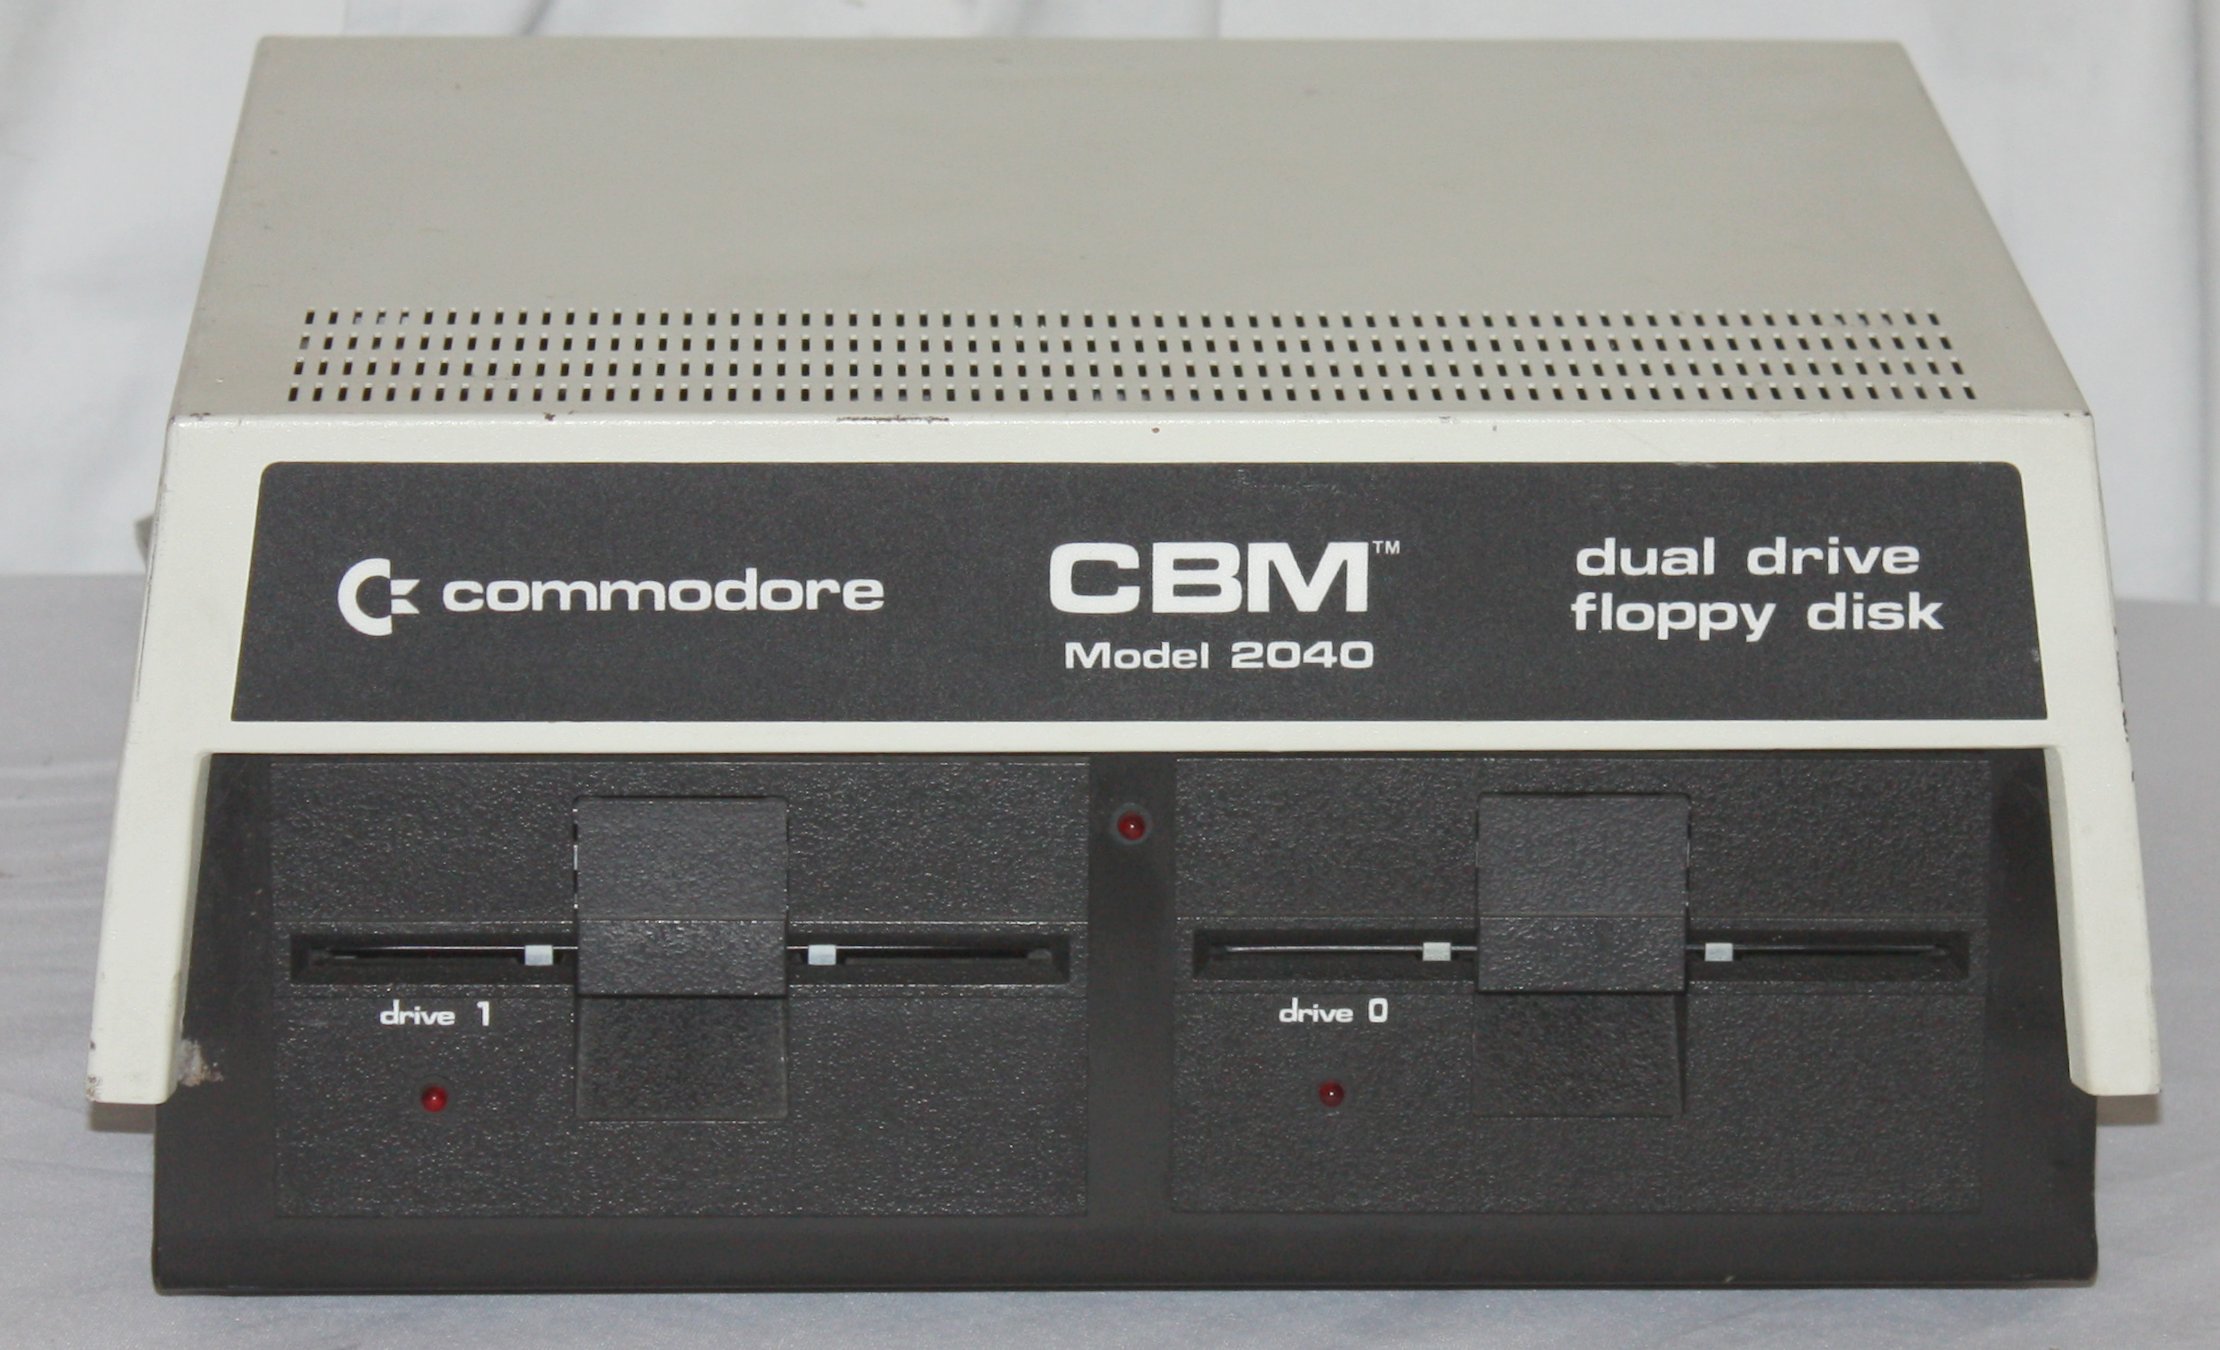 commodore
CBM™
Model 2040
dual drive
floppy disk
drive 1
drive 0